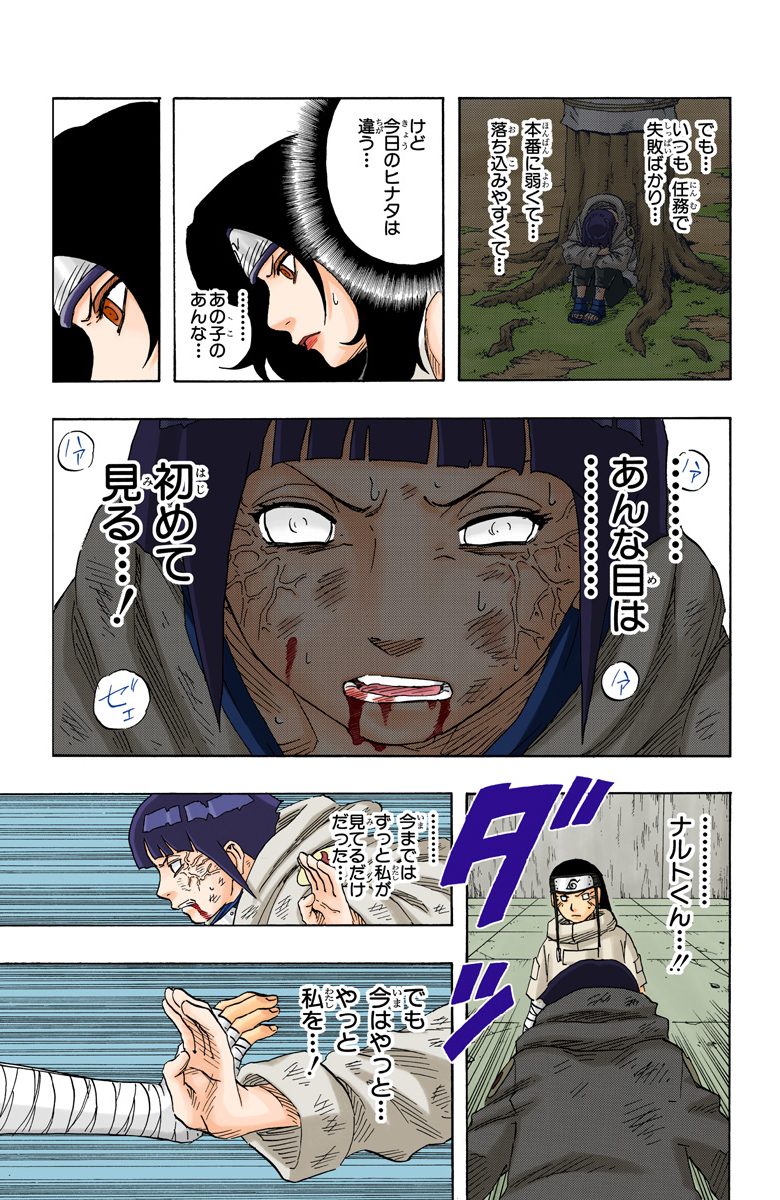 でも…
いつも任務で
失敗ばかり…
本番に弱くて…
落ち込みやすくて…
けど
今日のヒナタは
違う…
………
あの子の
あんな…
…………
あんな目は
…………
初めて
見る…！
ハァ
ハァ
ハァ
ゼェ
………
ナルトくん…!!
ダッ
………
今までは
ずっと私が
見てるだけ
だった…
でも
今はやっと…
やっと
私を…！